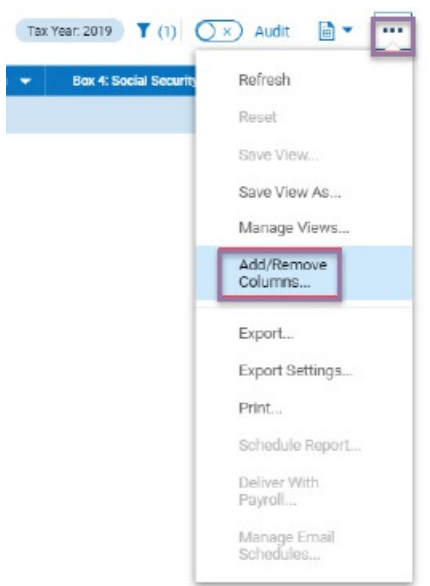 Tax Year: 2019 (1) Audit
Box 4: Social Security
Refresh
Reset
Save View...
Save View As...
Manage Views...
Add/Remove
Columns...
Export...
Export Settings...
Print...
Schedule Report...
Deliver With
Payroll...
Manage Email
Schedules...